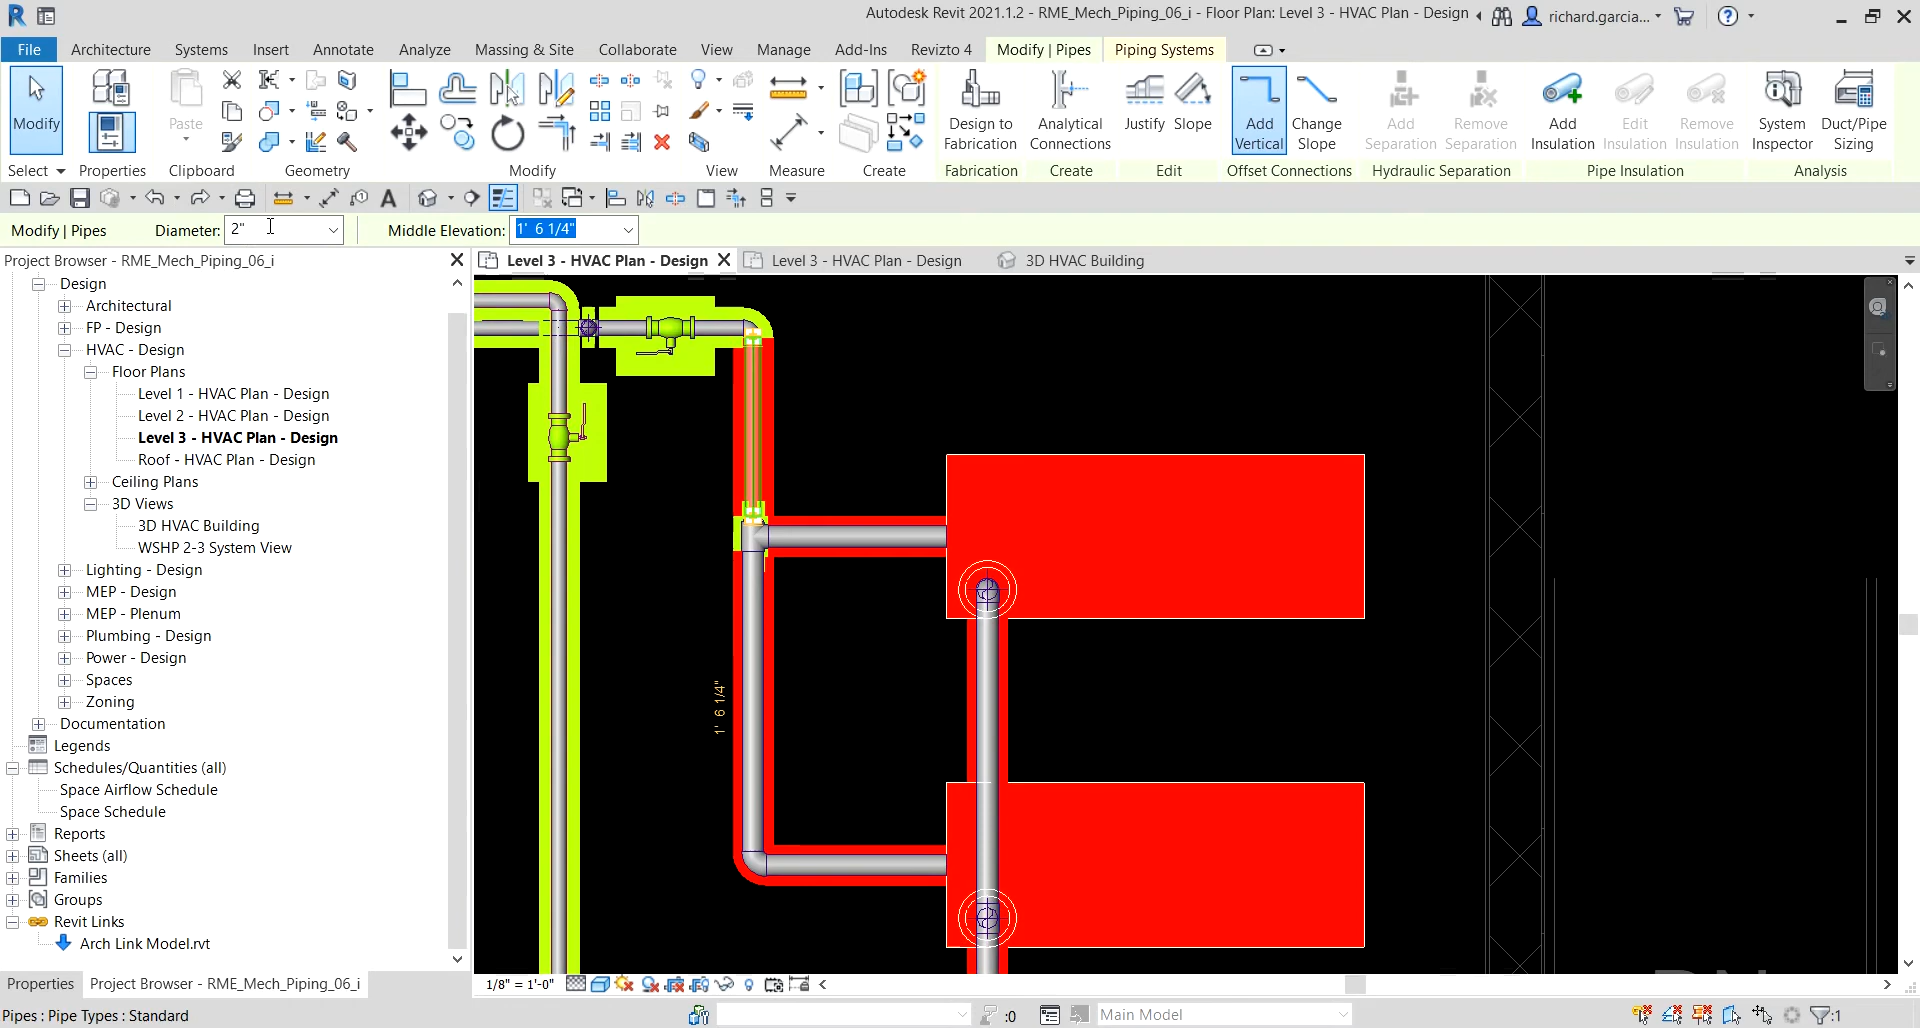 Autodesk Revit 2021.1.2 - RME_Mech_Piping_06_i - Floor Plan: Level 3 - HVAC Plan - Design
richard.garcia...
File Architecture Systems Insert Annotate Analyze Massing & Site Collaborate View Manage Add-Ins Revizto 4 Modify | Pipes Piping Systems
Modify
Paste
Design to Fabrication
Analytical Connections
Justify
Slope
Add Vertical
Change Slope
Add Separation
Remove Separation
Add Insulation
Edit Insulation
Remove Insulation
System Inspector
Duct/Pipe Sizing
Select Properties Clipboard Geometry Modify View Measure Create Fabrication Create Edit Offset Connections Hydraulic Separation Pipe Insulation Analysis
Modify | Pipes Diameter: 2" Middle Elevation: 1' 6 1/4"
Project Browser - RME_Mech_Piping_06_i
Level 3 - HVAC Plan - Design
Level 3 - HVAC Plan - Design
3D HVAC Building
Design
Architectural
FP - Design
HVAC - Design
Floor Plans
Level 1 - HVAC Plan - Design
Level 2 - HVAC Plan - Design
Level 3 - HVAC Plan - Design
Roof - HVAC Plan - Design
Ceiling Plans
3D Views
3D HVAC Building
WSHP 2-3 System View
Lighting - Design
MEP - Design
MEP - Plenum
Plumbing - Design
Power - Design
Spaces
Zoning
Documentation
Legends
Schedules/Quantities (all)
Space Airflow Schedule
Space Schedule
Reports
Sheets (all)
Families
Groups
Revit Links
Arch Link Model.rvt
1' 6 1/4"
Properties Project Browser - RME_Mech_Piping_06_i
1/8" = 1'-0"
Pipes : Pipe Types : Standard
:0
Main Model
:1